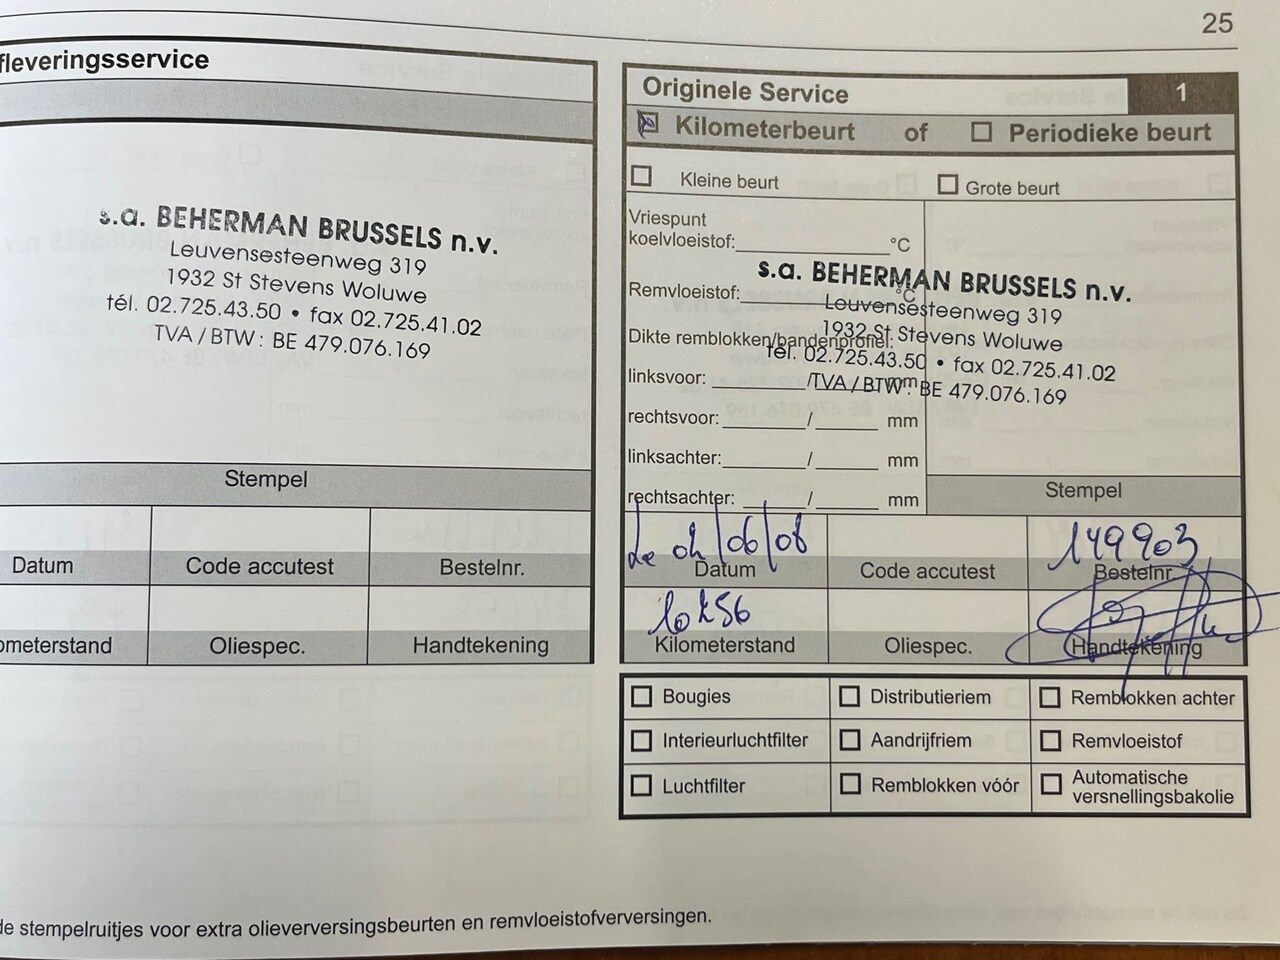 25
fleveringsservice
s.a. BEHERMAN BRUSSELS n.v.
Leuvensesteenweg 319
1932 St Stevens Woluwe
tél. 02.725.43.50 • fax 02.725.41.02
TVA / BTW : BE 479.076.169
Stempel
Datum
Code accutest
Bestelnr.
ometerstand
Oliespec.
Handtekening
Originele Service
1
Kilometerbeurt of Periodieke beurt
Kleine beurt
Grote beurt
Vriespunt
koelvloeistof: °C
Remvloeistof: °C
Dikte remblokken/bandenprofiel:
linksvoor: / mm
rechtsvoor: / mm
linksachter: / mm
rechtsachter: / mm
s.a. BEHERMAN BRUSSELS n.v.
Leuvensesteenweg 319
1932 St Stevens Woluwe
tél. 02.725.43.50 • fax 02.725.41.02
TVA / BTW : BE 479.076.169
Stempel
Le /06/06
Datum
Code accutest
149903
Bestelnr.
Kilometerstand
Oliespec.
Handtekening
Bougies
Distributieriem
Remblokken achter
Interieurluchtfilter
Aandrijfriem
Remvloeistof
Luchtfilter
Remblokken vóór
Automatische
versnellingsbakolie
de stempelruitjes voor extra olieverversingsbeurten en remvloeistofverversingen.